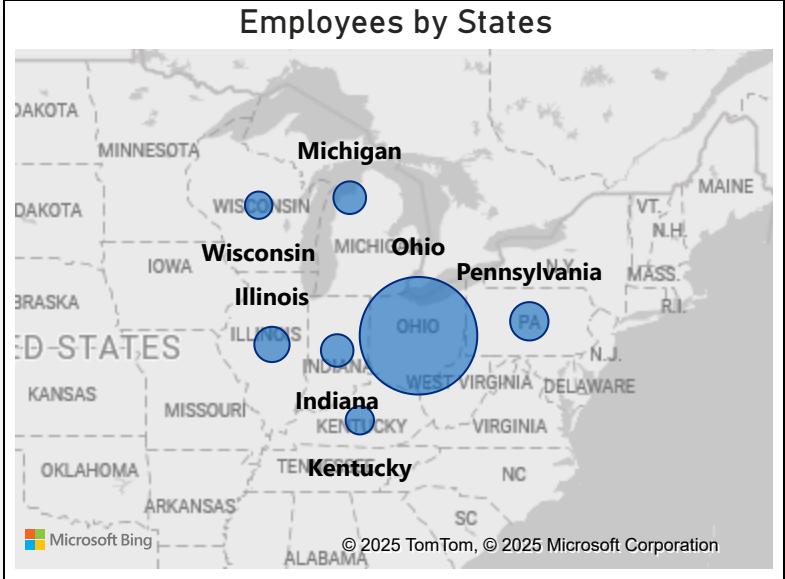 Employees by States
DAKOTA
MINNESOTA
Michigan
WISCONSIN
MAINE
DAKOTA
VT.
N.H.
Wisconsin
MICHIGAN
Ohio
N.Y.
IOWA
Pennsylvania
MASS.
BRASKA
Illinois
R.I.
ILLINOIS
OHIO
PA
ED STATES
INDIANA
N.J.
KANSAS
WEST VIRGINIA
DELAWARE
Indiana
MISSOURI
KENTUCKY
VIRGINIA
OKLAHOMA
TENNESSEE
Kentucky
NC
ARKANSAS
SC
Microsoft Bing
© 2025 TomTom, © 2025 Microsoft Corporation
ALABAMA